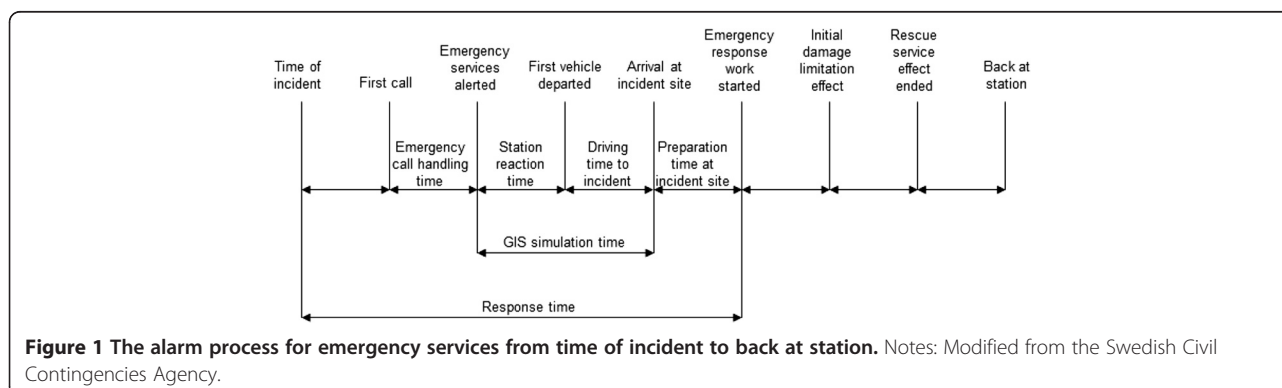 Time of
incident
First call
Emergency
services
alerted
First vehicle
departed
Arrival at
incident site
Emergency
response
work
started
Initial
damage
limitation
effect
Rescue
service
effect
ended
Back at
station
Emergency
call handling
time
Station
reaction
time
Driving
time to
incident
Preparation
time at
incident site
GIS simulation time
Response time
Figure 1 The alarm process for emergency services from time of incident to back at station. Notes: Modified from the Swedish Civil
Contingencies Agency.